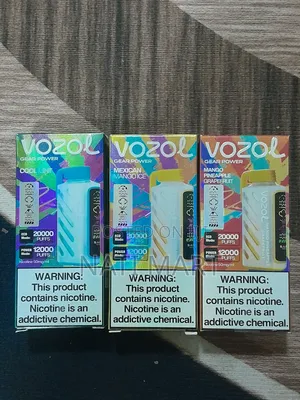 VOZOL
GEAR POWER
COOL
20000
PUFFS
12000
PUFFS
WARNING:
This product
contains nicotine.
Nicotine is an
addictive chemical.
VOZOL
GEAR POWER
MEXICAN
MANGO ICE
20000
12000
WARNING:
This product
contains nicotine.
Nicotine is an
addictive chemical.
VOZOL
GEAR POWER
MANGO
PINEAPPLE
GRAPEFRUIT
20000
PUFFS
12000
PUFFS
WARNING:
This product
contains nicotine.
Nicotine is an
addictive chemical.